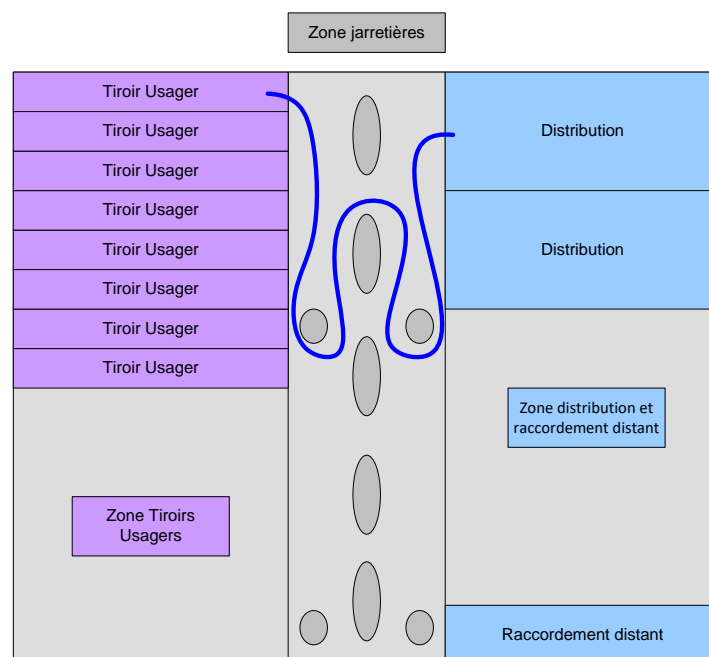 Zone jarretières
Tiroir Usager
Tiroir Usager
Tiroir Usager
Tiroir Usager
Tiroir Usager
Tiroir Usager
Tiroir Usager
Tiroir Usager
Zone Tiroirs
Usagers
Distribution
Distribution
Zone distribution et
raccordement distant
Raccordement distant